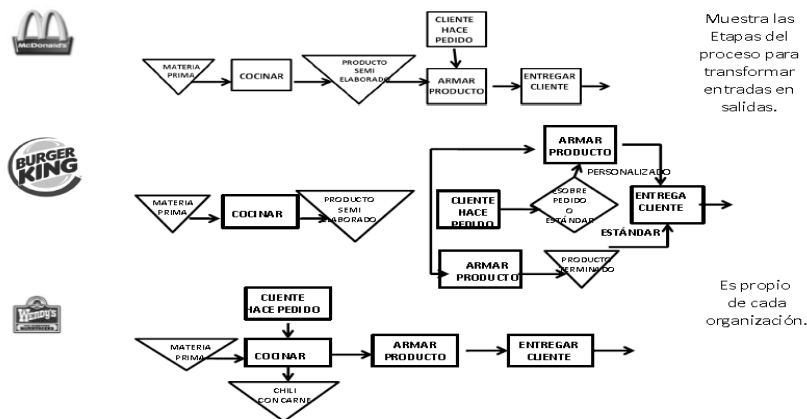 McDonald's
MATERIA
PRIMA
COCINAR
PRODUCTO
SEMI
ELABORADO
CLIENTE
HACE
PEDIDO
ARMAR
PRODUCTO
ENTREGAR
CLIENTE
Muestra las
Etapas del
proceso para
transformar
entradas en
salidas.
BURGER
KING
MATERIA
PRIMA
COCINAR
PRODUCTO
SEMI
ELABORADO
ARMAR
PRODUCTO
PERSONALIZADO
CLIENTE
HACE
PEDIDO
¿SOBRE
PEDIDO
O
ESTÁNDAR
ENTREGA
CLIENTE
ESTÁNDAR
ARMAR
PRODUCTO
PRODUCTO
TERMINADO
Es propio
de cada
organización.
WENDY'S
CLIENTE
HACE PEDIDO
MATERIA
PRIMA
COCINAR
ARMAR
PRODUCTO
ENTREGAR
CLIENTE
CHILI
CON CARNE